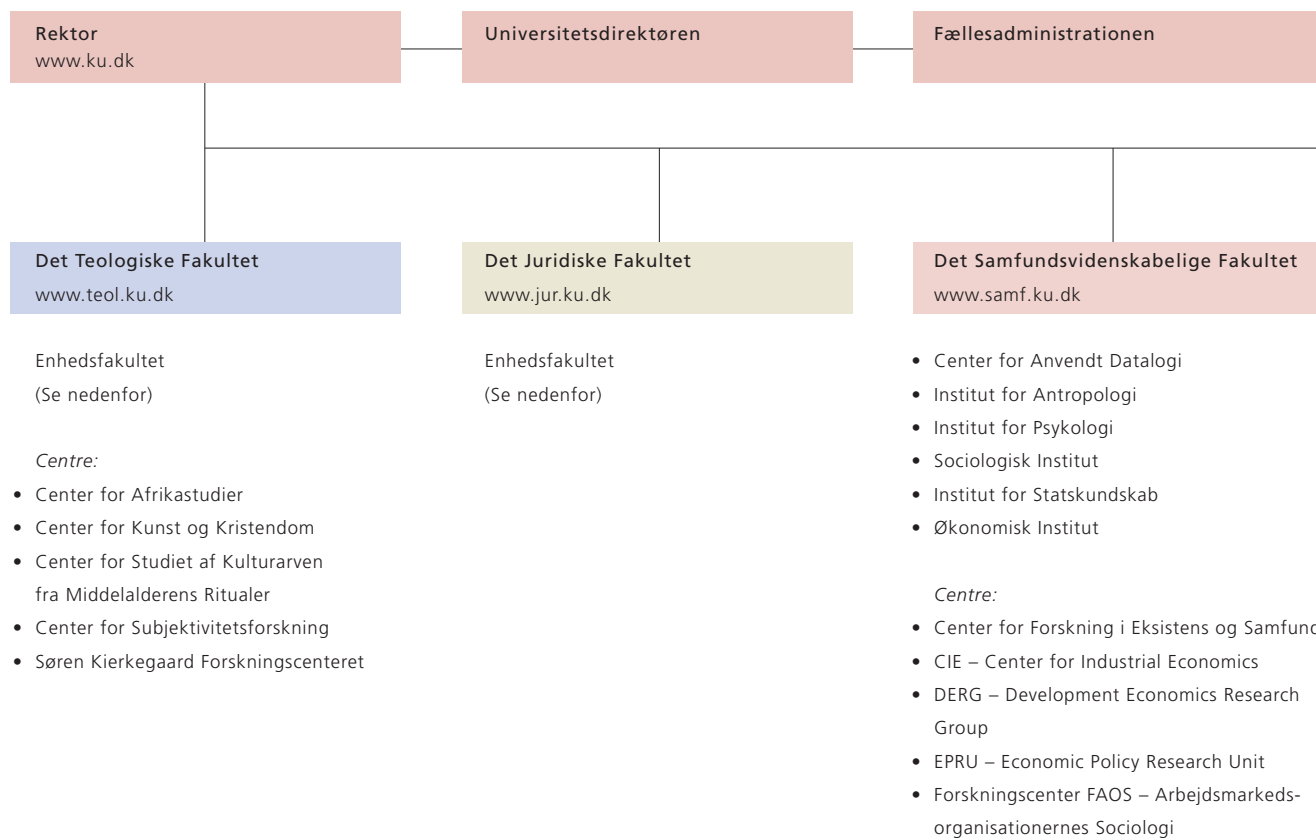 Rektor
www.ku.dk
Universitetsdirektøren
Fællesadministrationen
Det Teologiske Fakultet
www.teol.ku.dk
Enhedsfakultet
(Se nedenfor)
Centre:
• Center for Afrikastudier
• Center for Kunst og Kristendom
• Center for Studiet af Kulturarven
fra Middelalderens Ritualer
• Center for Subjektivitetsforskning
• Søren Kierkegaard Forskningscenteret
Det Juridiske Fakultet
www.jur.ku.dk
Enhedsfakultet
(Se nedenfor)
Det Samfundsvidenskabelige Fakultet
www.samf.ku.dk
• Center for Anvendt Datalogi
• Institut for Antropologi
• Institut for Psykologi
• Sociologisk Institut
• Institut for Statskundskab
• Økonomisk Institut
Centre:
• Center for Forskning i Eksistens og Samfund
• CIE – Center for Industrial Economics
• DERG – Development Economics Research
Group
• EPRU – Economic Policy Research Unit
• Forskningscenter FAOS – Arbejdsmarkeds-
organisationernes Sociologi